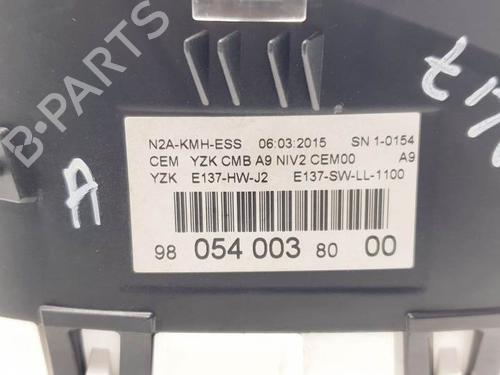 B-PARTS
N2A-KMH-ESS 06:03:2015 SN 1-0154
CEM YZK CMB A9 NIV2 CEM00 A9
YZK E137-HW-J2 E137-SW-LL-1100
98 054 003 80 00
A